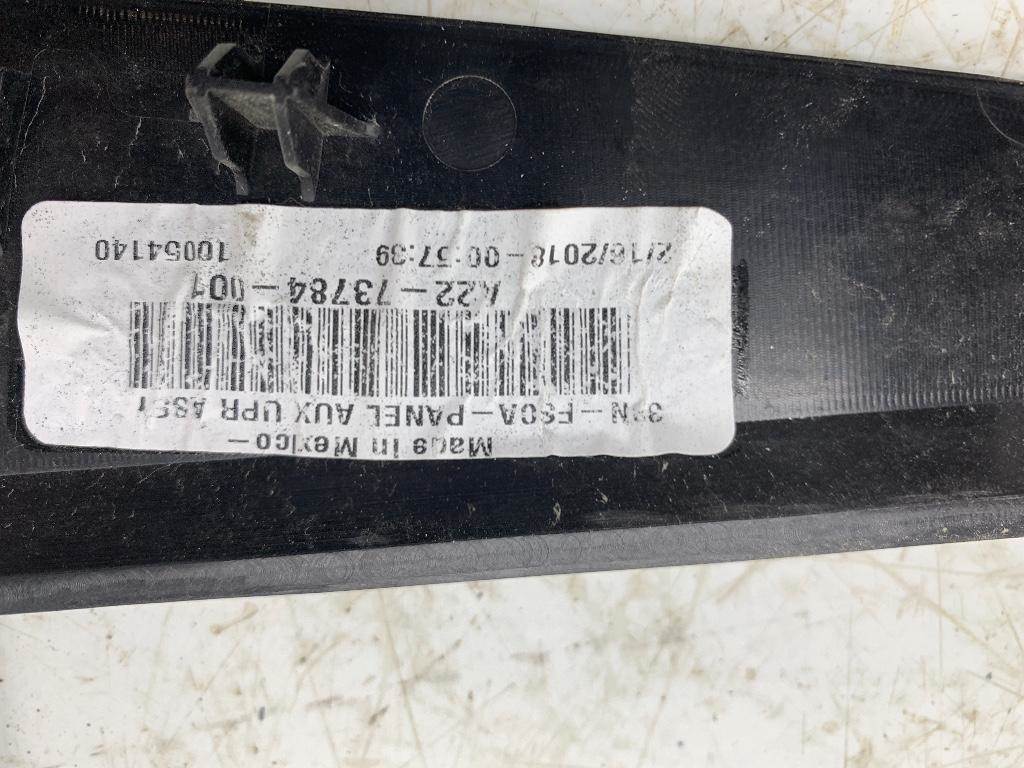 Made in Mexico-
PANEL AUX UPR ASSY
A22-73784-001
2/16/2018-00:57:39 10054140